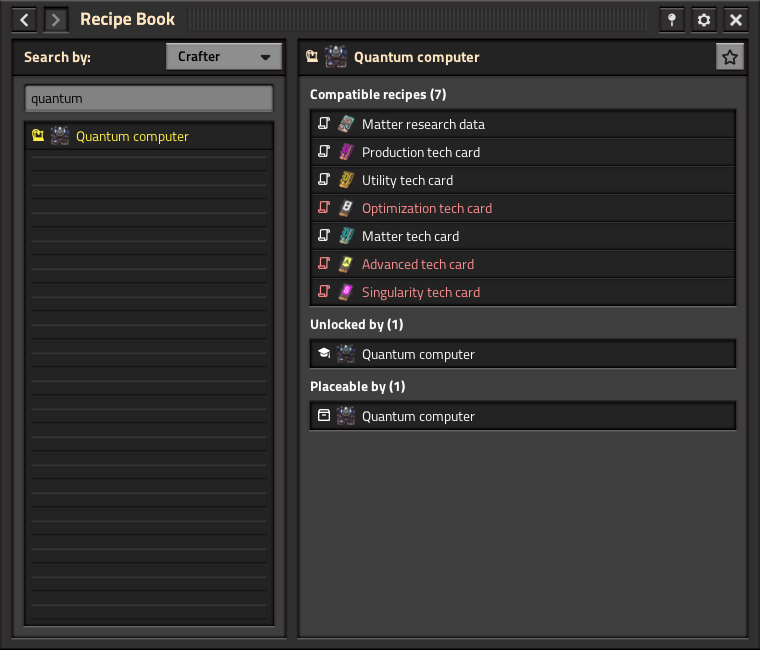 Recipe Book
Search by:
Crafter
quantum
Quantum computer
Quantum computer
Compatible recipes (7)
Matter research data
Production tech card
Utility tech card
Optimization tech card
Matter tech card
Advanced tech card
Singularity tech card
Unlocked by (1)
Quantum computer
Placeable by (1)
Quantum computer